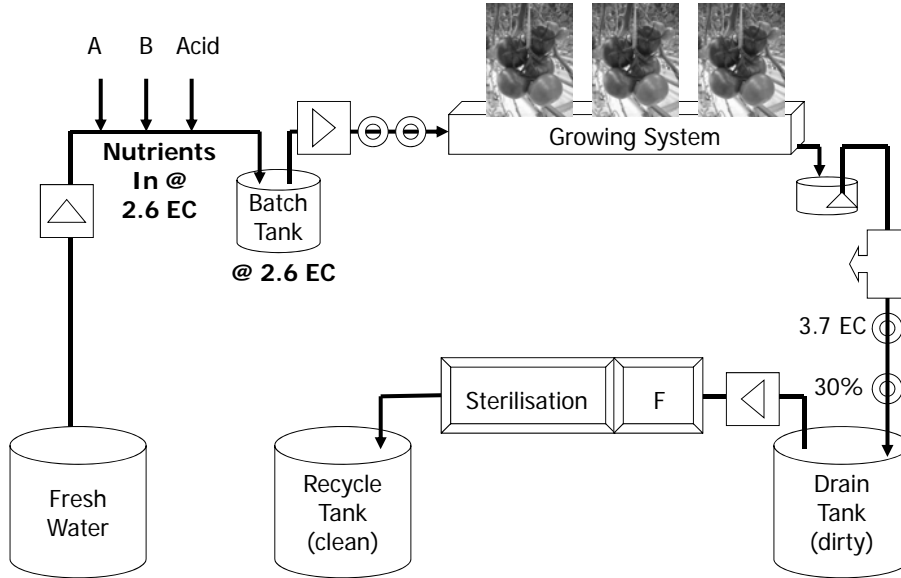 A B Acid
Nutrients
In @
2.6 EC
Batch
Tank
@ 2.6 EC
Growing System
3.7 EC
30%
Sterilisation F
Fresh
Water
Recycle
Tank
(clean)
Drain
Tank
(dirty)